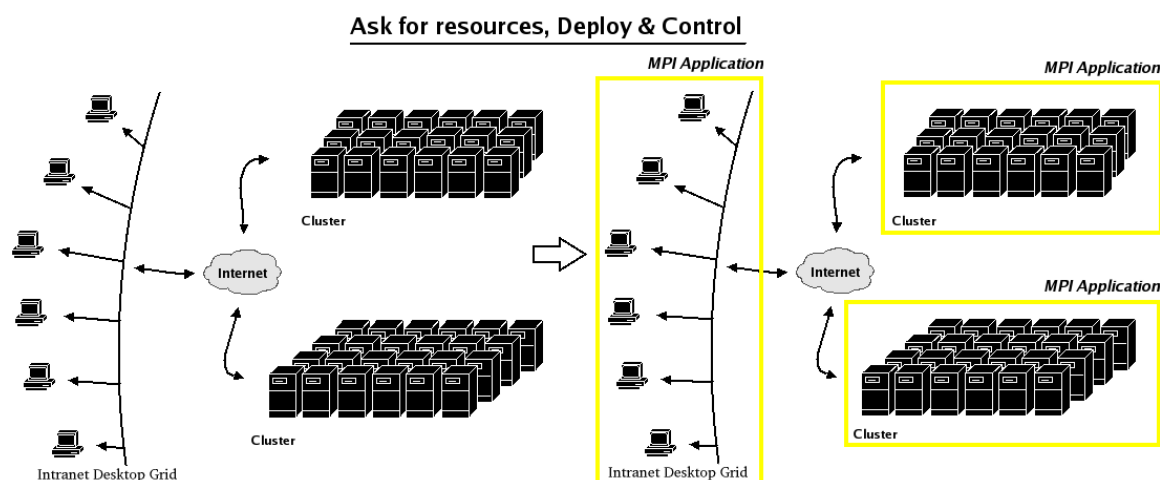 Ask for resources, Deploy & Control
MPI Application
MPI Application
Cluster
Cluster
Internet
Internet
MPI Application
Cluster
Cluster
Intranet Desktop Grid
Intranet Desktop Grid